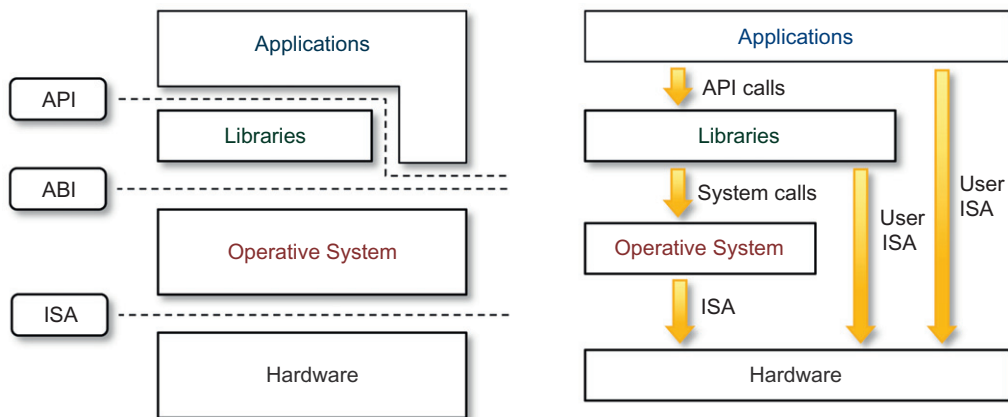 Applications
API
Libraries
ABI
Operative System
ISA
Hardware
Applications
API calls
Libraries
System calls
User
ISA
User
ISA
Operative System
ISA
Hardware